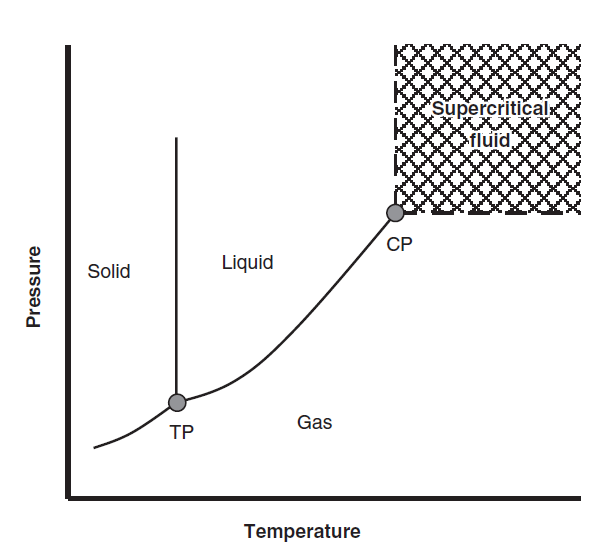 Supercritical
fluid
CP
Liquid
Solid
Pressure
Gas
TP
Temperature